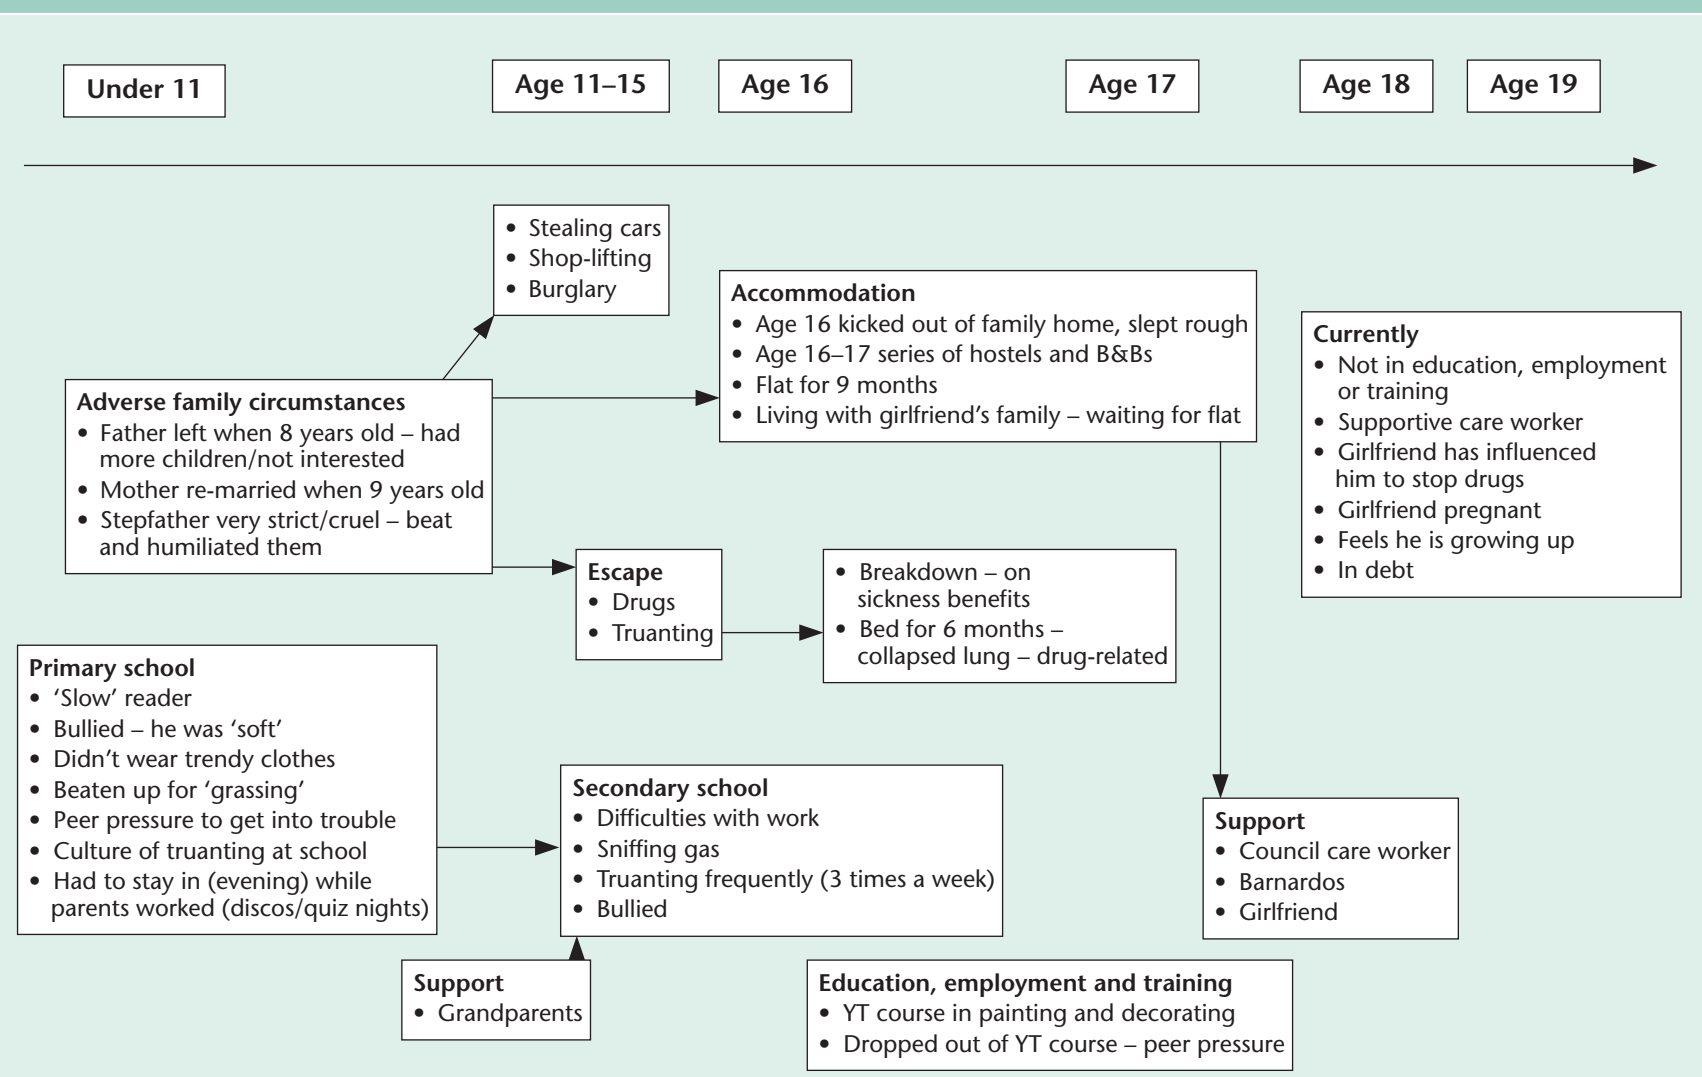 Under 11
Age 11–15
Age 16
Age 17
Age 18
Age 19
• Stealing cars
• Shop-lifting
• Burglary
Accommodation
• Age 16 kicked out of family home, slept rough
• Age 16–17 series of hostels and B&Bs
• Flat for 9 months
• Living with girlfriend’s family – waiting for flat
Currently
• Not in education, employment
or training
• Supportive care worker
• Girlfriend has influenced
him to stop drugs
• Girlfriend pregnant
• Feels he is growing up
• In debt
Adverse family circumstances
• Father left when 8 years old – had
more children/not interested
• Mother re-married when 9 years old
• Stepfather very strict/cruel – beat
and humiliated them
Escape
• Drugs
• Truanting
• Breakdown – on
sickness benefits
• Bed for 6 months –
collapsed lung – drug-related
Primary school
• ‘Slow’ reader
• Bullied – he was ‘soft’
• Didn’t wear trendy clothes
• Beaten up for ‘grassing’
• Peer pressure to get into trouble
• Culture of truanting at school
• Had to stay in (evening) while
parents worked (discos/quiz nights)
Secondary school
• Difficulties with work
• Sniffing gas
• Truanting frequently (3 times a week)
• Bullied
Support
• Council care worker
• Barnardos
• Girlfriend
Support
• Grandparents
Education, employment and training
• YT course in painting and decorating
• Dropped out of YT course – peer pressure